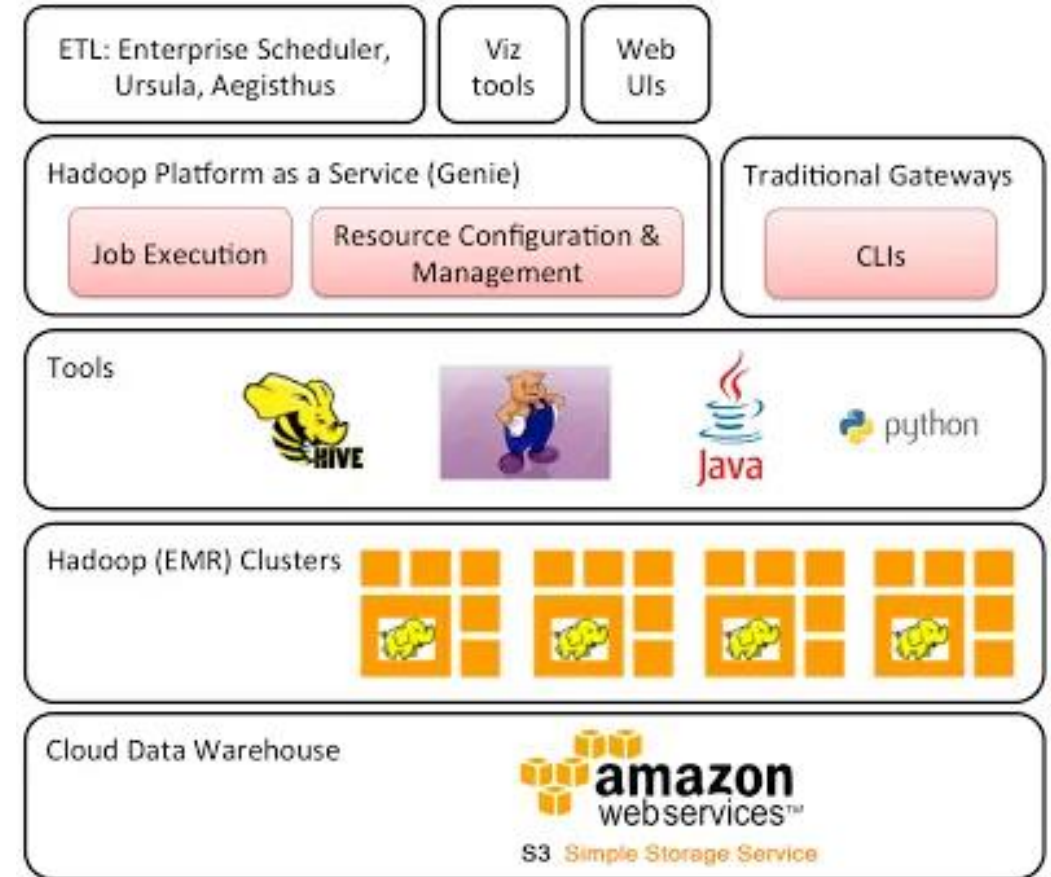 ETL: Enterprise Scheduler,
Ursula, Aegisthus
Viz
tools
Web
UIs
Hadoop Platform as a Service (Genie)
Job Execution
Resource Configuration &
Management
Traditional Gateways
CLIs
Tools
HIVE
Java
python
Hadoop (EMR) Clusters
Cloud Data Warehouse
amazon
webservices™
S3 Simple Storage Service